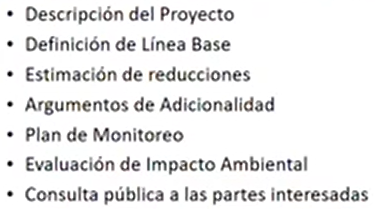 • Descripción del Proyecto
• Definición de Línea Base
• Estimación de reducciones
• Argumentos de Adicionalidad
• Plan de Monitoreo
• Evaluación de Impacto Ambiental
• Consulta pública a las partes interesadas